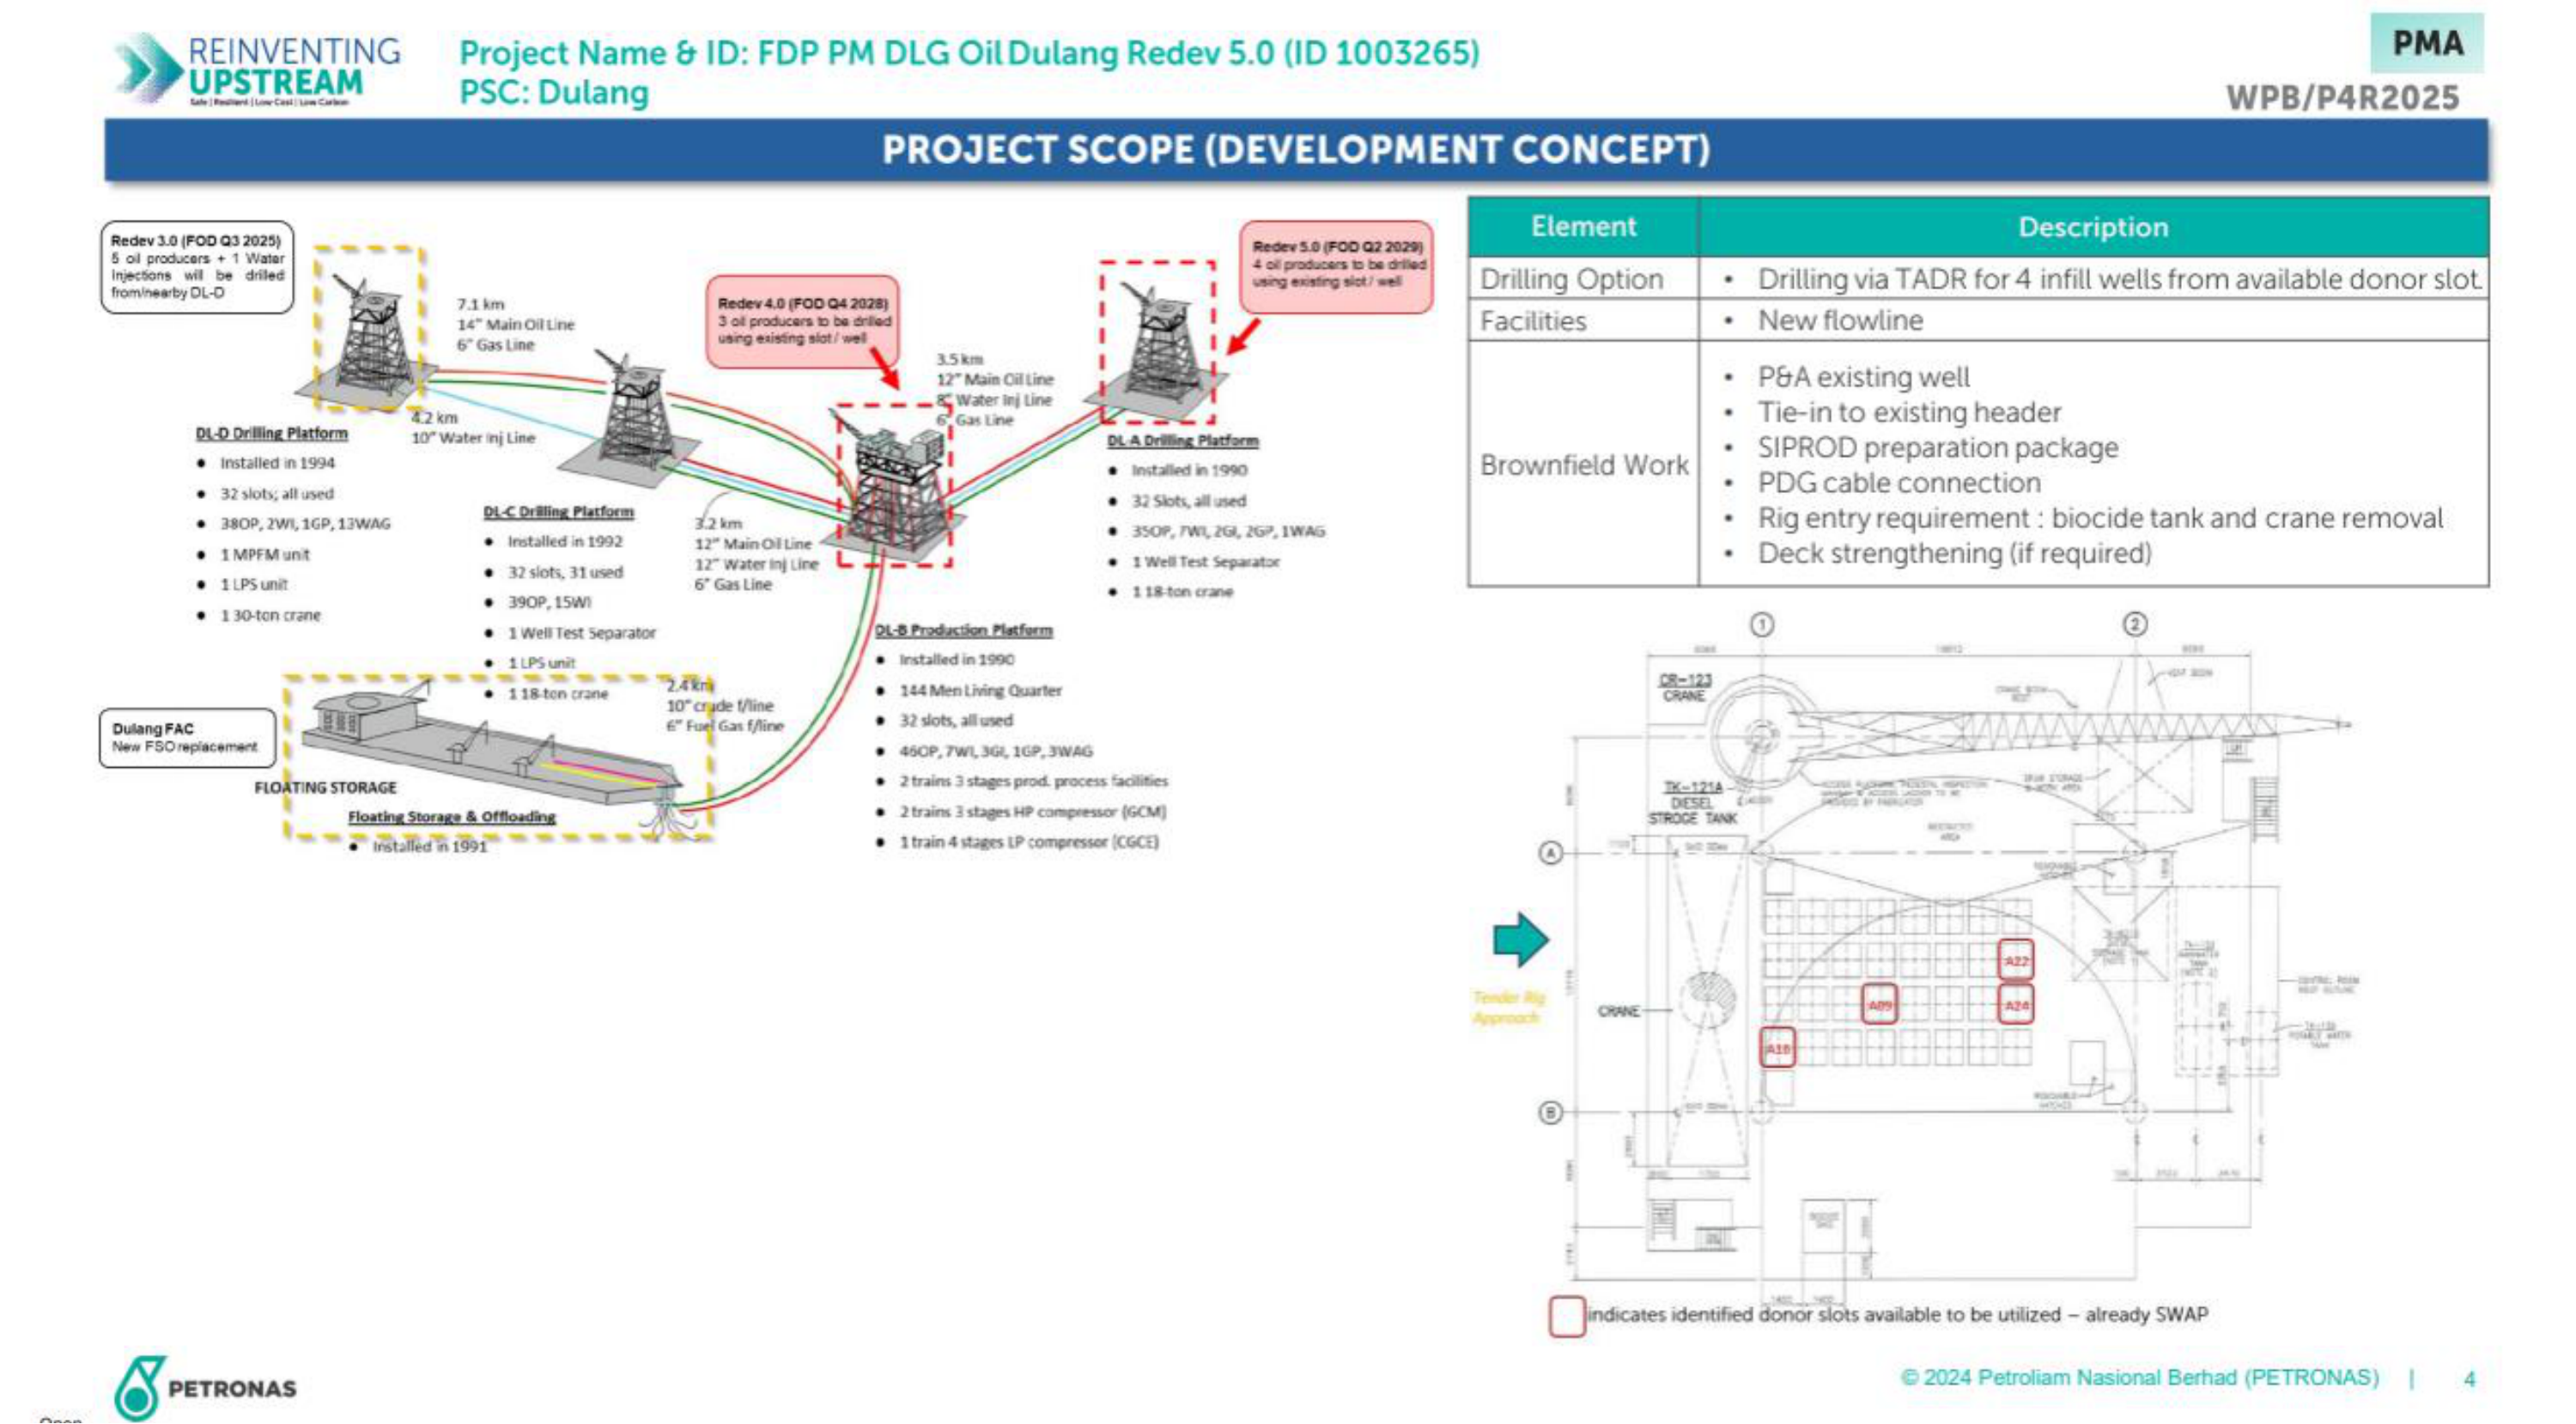 REINVENTING
UPSTREAM
Safe | Resilient | Low Cost | Low Carbon
Project Name & ID: FDP PM DLG Oil Dulang Redev 5.0 (ID 1003265)
PSC: Dulang
PMA
WPB/P4R2025
PROJECT SCOPE (DEVELOPMENT CONCEPT)
Redev 3.0 (FOD Q3 2025)
5 oil producers + 1 Water
Injections will be drilled
from/nearby DL-D
7.1 km
14" Main Oil Line
6" Gas Line
Redev 4.0 (FOD Q4 2028)
3 oil producers to be drilled
using existing slot / well
Redev 5.0 (FOD Q2 2029)
4 oil producers to be drilled
using existing slot / well
3.5 km
12" Main Oil Line
8" Water Inj Line
6" Gas Line
4.2 km
10" Water Inj Line
DL-D Drilling Platform
• Installed in 1994
• 32 slots; all used
• 38OP, 2WI, 1GP, 13WAG
• 1 MPFM unit
• 1 LPS unit
• 1 30-ton crane
DL-C Drilling Platform
• Installed in 1992
• 32 slots, 31 used
• 39OP, 15WI
• 1 Well Test Separator
• 1 LPS unit
• 1 18-ton crane
3.2 km
12" Main Oil Line
12" Water Inj Line
6" Gas Line
DL-A Drilling Platform
• Installed in 1990
• 32 Slots, all used
• 35OP, 7WI, 2GI, 2GP, 1WAG
• 1 Well Test Separator
• 1 18-ton crane
DL-B Production Platform
• Installed in 1990
• 144 Men Living Quarter
• 32 slots, all used
• 46OP, 7WI, 3GI, 1GP, 3WAG
• 2 trains 3 stages prod. process facilities
• 2 trains 3 stages HP compressor (GCM)
• 1 train 4 stages LP compressor (CGCE)
2.4 km
10" crude f/line
6" Fuel Gas f/line
Dulang FAC
New FSO replacement
FLOATING STORAGE
Floating Storage & Offloading
• Installed in 1991
Element
Description
Drilling Option
• Drilling via TADR for 4 infill wells from available donor slot.
Facilities
• New flowline
Brownfield Work
• P&A existing well
• Tie-in to existing header
• SIPROD preparation package
• PDG cable connection
• Rig entry requirement : biocide tank and crane removal
• Deck strengthening (if required)
1
2
CR-123
CRANE
TK-121A
DIESEL
STROGE TANK
A
RESTRICTED
AREA
A22
A09
A24
A18
Tender Rig
Approach
CRANE
B
indicates identified donor slots available to be utilized – already SWAP
PETRONAS
© 2024 Petroliam Nasional Berhad (PETRONAS) | 4
Open